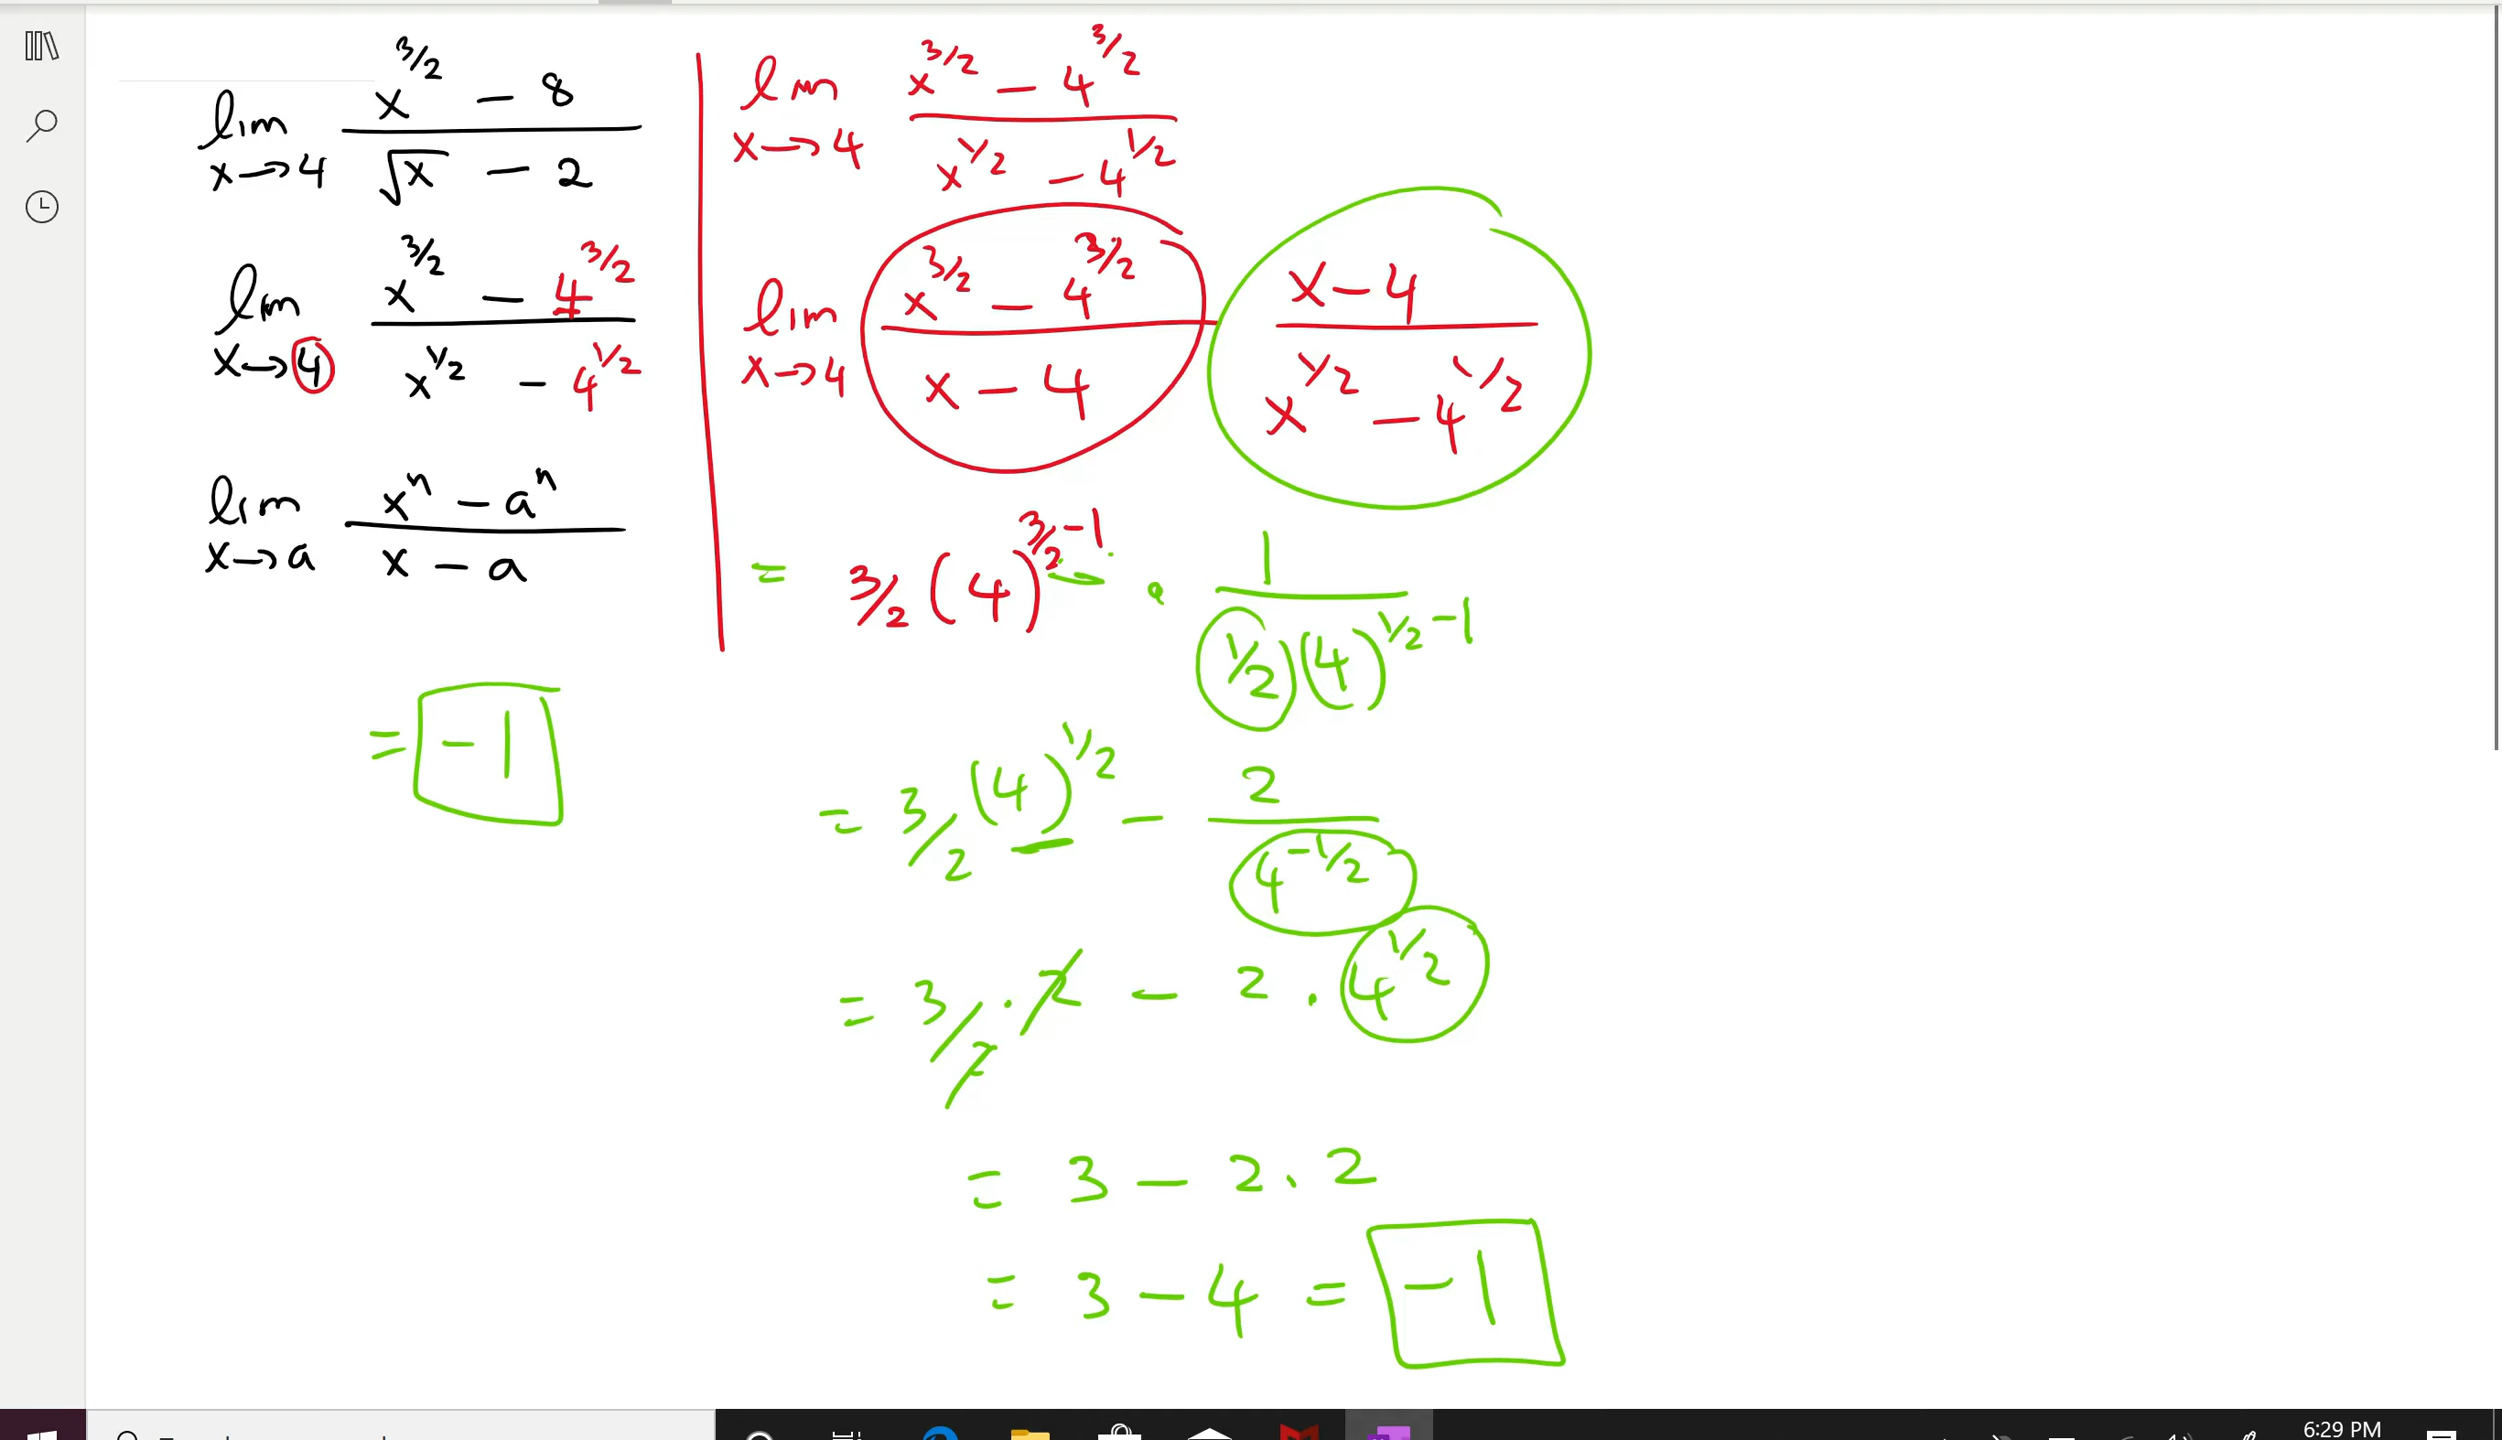 lim x→4 (x^(3/2) − 8) / (√x − 2)
lim x→4 (x^(3/2) − 4^(3/2)) / (x^(1/2) − 4^(1/2))
lim x→a (x^n − a^n) / (x − a)
= −1
lim x→4 (x^(3/2) − 4^(3/2)) / (x^(1/2) − 4^(1/2))
lim x→4 (x^(3/2) − 4^(3/2)) / (x − 4) (x − 4) / (x^(1/2) − 4^(1/2))
= 3/2 (4)^(3/2 − 1) · 1 / ((1/2)(4)^(1/2 − 1))
= 3/2 (4)^(1/2) − 2 / 4^(−1/2)
= 3/2 · 2 − 2 · 4^(1/2)
= 3 − 2 . 2
= 3 − 4 = −1
6:29 PM